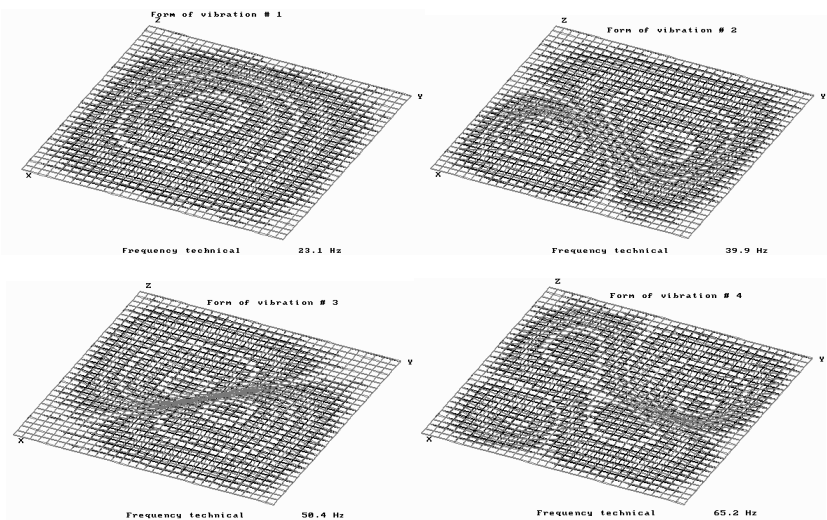 Form of vibration # 1
Z
Y
X
Frequency technical 23.1 Hz
Z
Form of vibration # 2
Y
X
Frequency technical 39.9 Hz
Z
Form of vibration # 3
Y
X
Frequency technical 50.4 Hz
Z
Form of vibration # 4
Y
X
Frequency technical 65.2 Hz